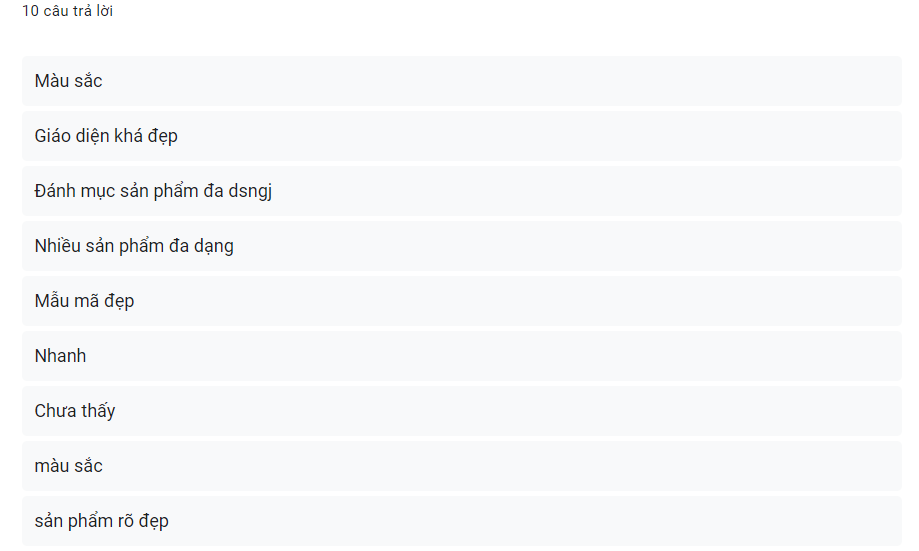 10 câu trả lời
Màu sắc
Giáo diện khá đẹp
Đánh mục sản phẩm đa dsngj
Nhiều sản phẩm đa dạng
Mẫu mã đẹp
Nhanh
Chưa thấy
màu sắc
sản phẩm rõ đẹp